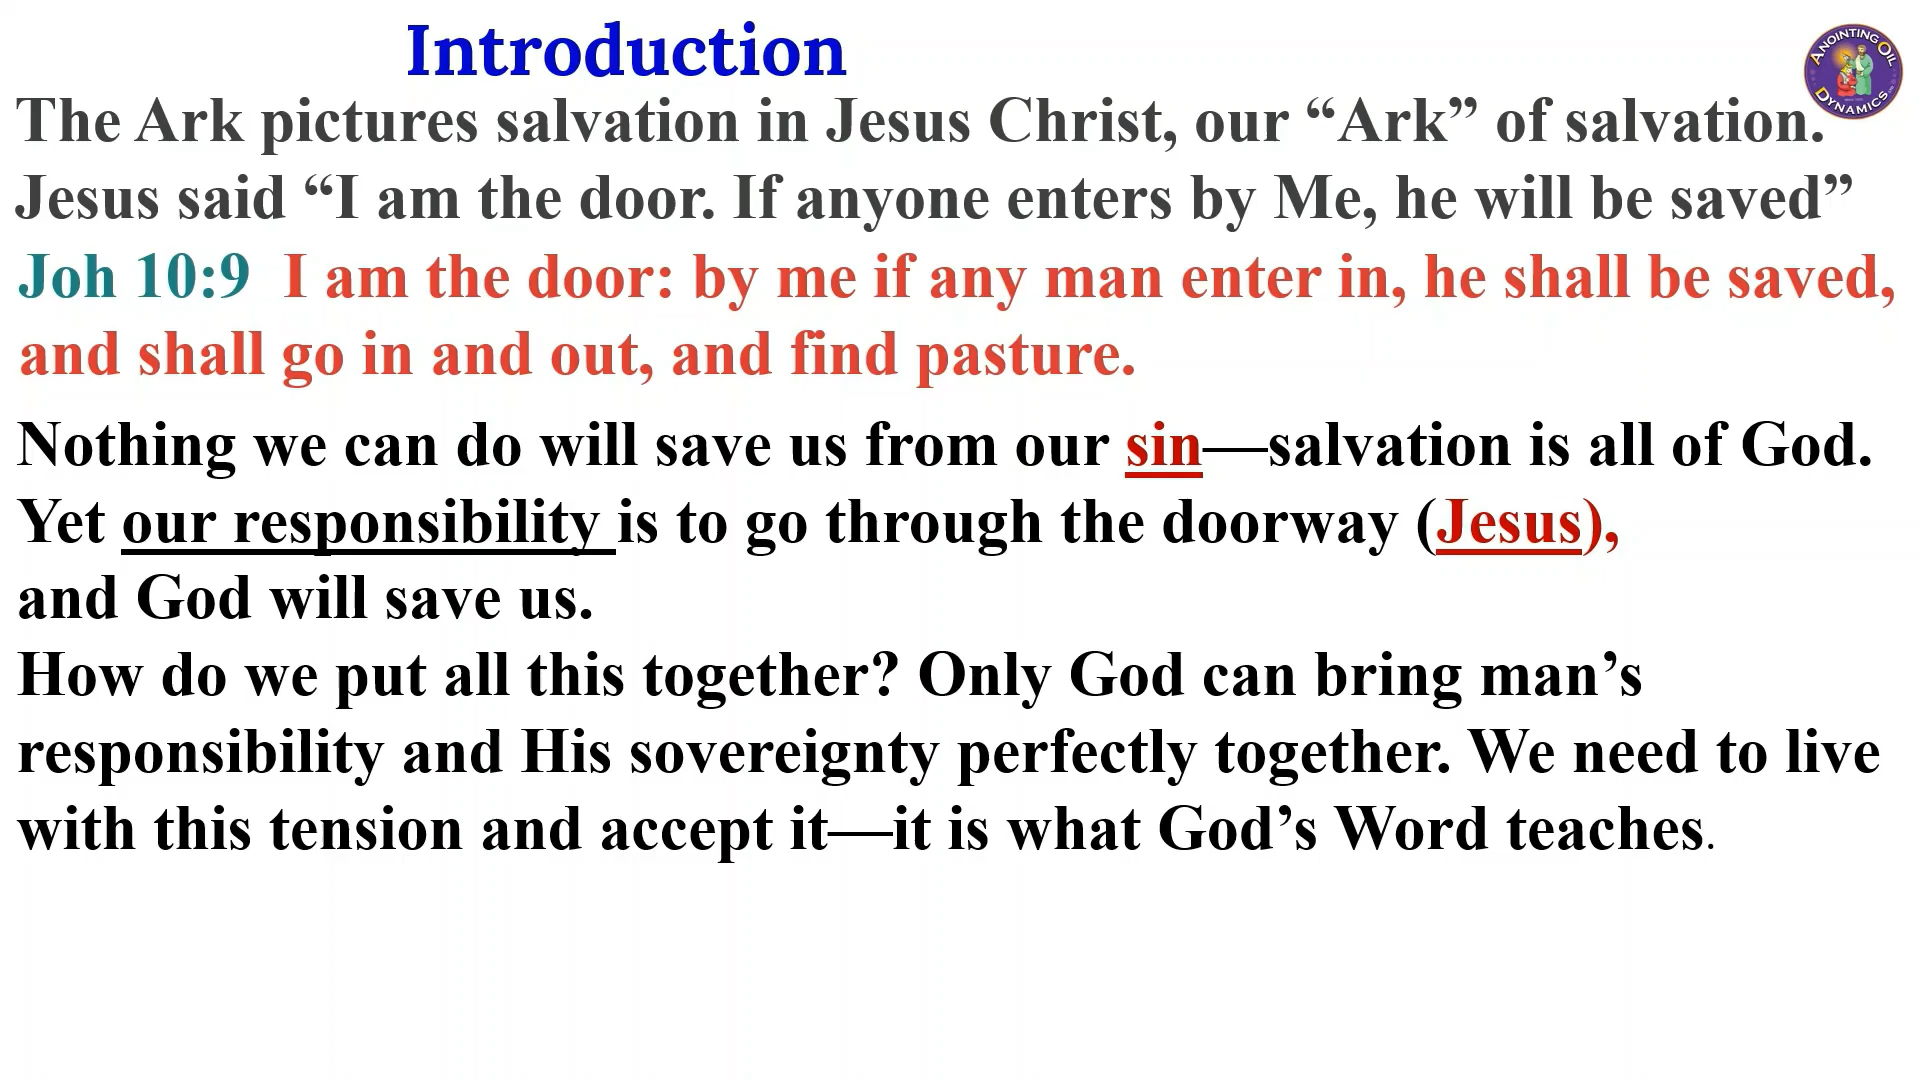 Introduction
ANOINTING OIL
DYNAMICS
The Ark pictures salvation in Jesus Christ, our “Ark” of salvation.
Jesus said “I am the door. If anyone enters by Me, he will be saved”
Joh 10:9 I am the door: by me if any man enter in, he shall be saved,
and shall go in and out, and find pasture.
Nothing we can do will save us from our sin—salvation is all of God.
Yet our responsibility is to go through the doorway (Jesus),
and God will save us.
How do we put all this together? Only God can bring man’s
responsibility and His sovereignty perfectly together. We need to live
with this tension and accept it—it is what God’s Word teaches.